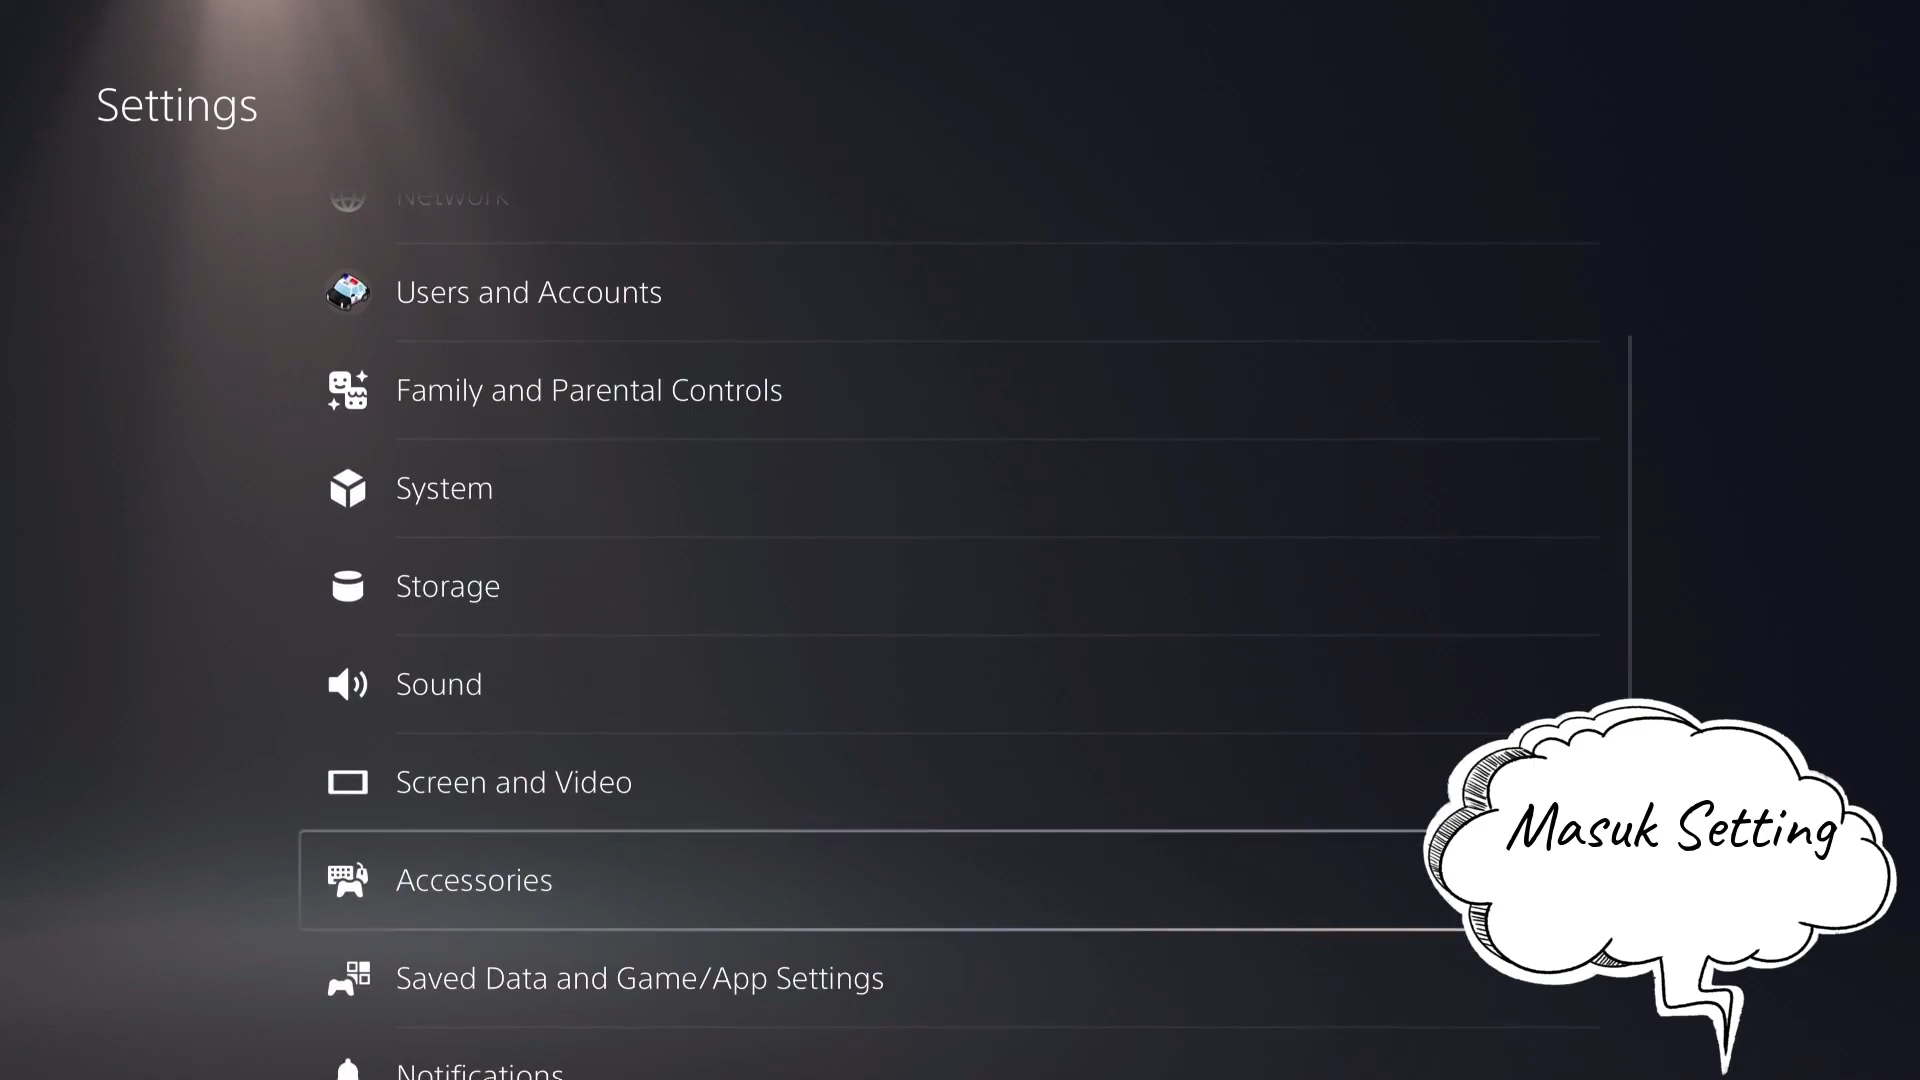 Settings
Network
Users and Accounts
Family and Parental Controls
System
Storage
Sound
Screen and Video
Masuk Setting
Accessories
Saved Data and Game/App Settings
Notifications